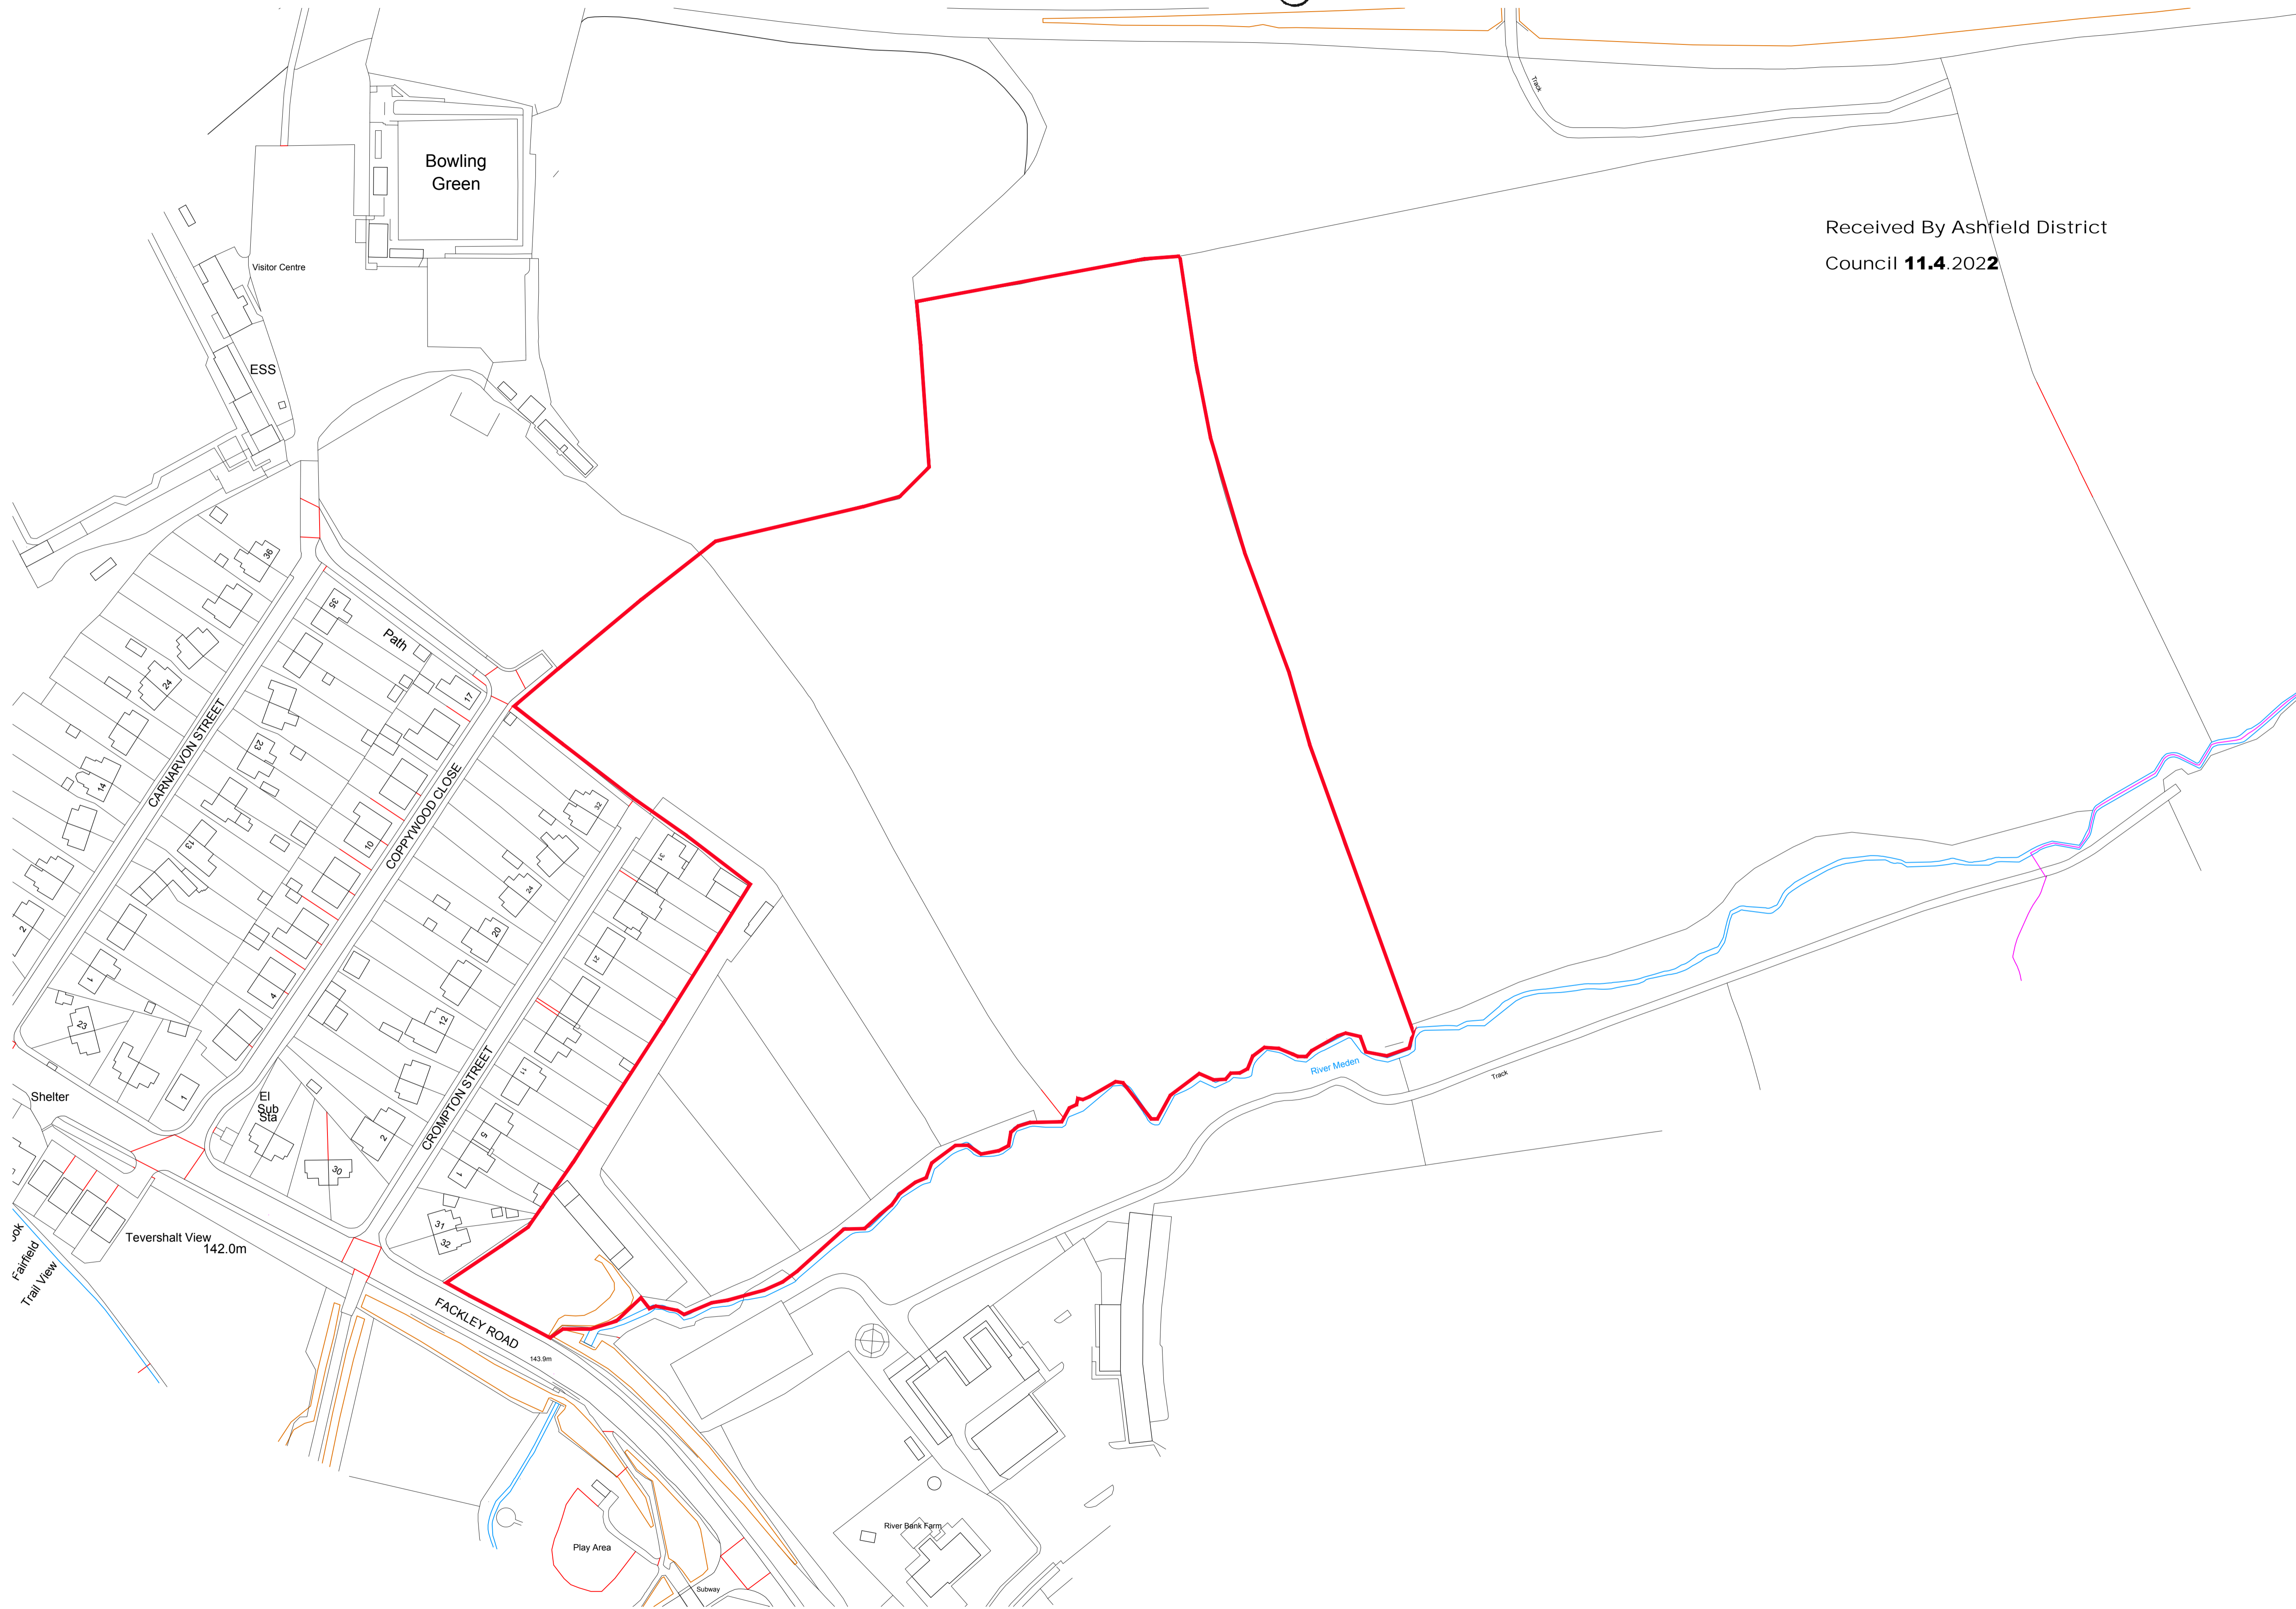 Track
Bowling
Green
Received By Ashfield District
Council 11.4.2022
Visitor Centre
ESS
36
35
Path
24
17
CARNARVON STREET
23
14
COPPYWOOD CLOSE
32
10
13
31
24
2
20
21
1
4
12
23
River Meden
11
Track
CROMPTON STREET
1
Shelter
El
Sub
Sta
5
2
30
1
31
32
Tevershalt View
142.0m
Fairfield
Trail View
FACKLEY ROAD
143.9m
River Bank Farm
Play Area
Subway